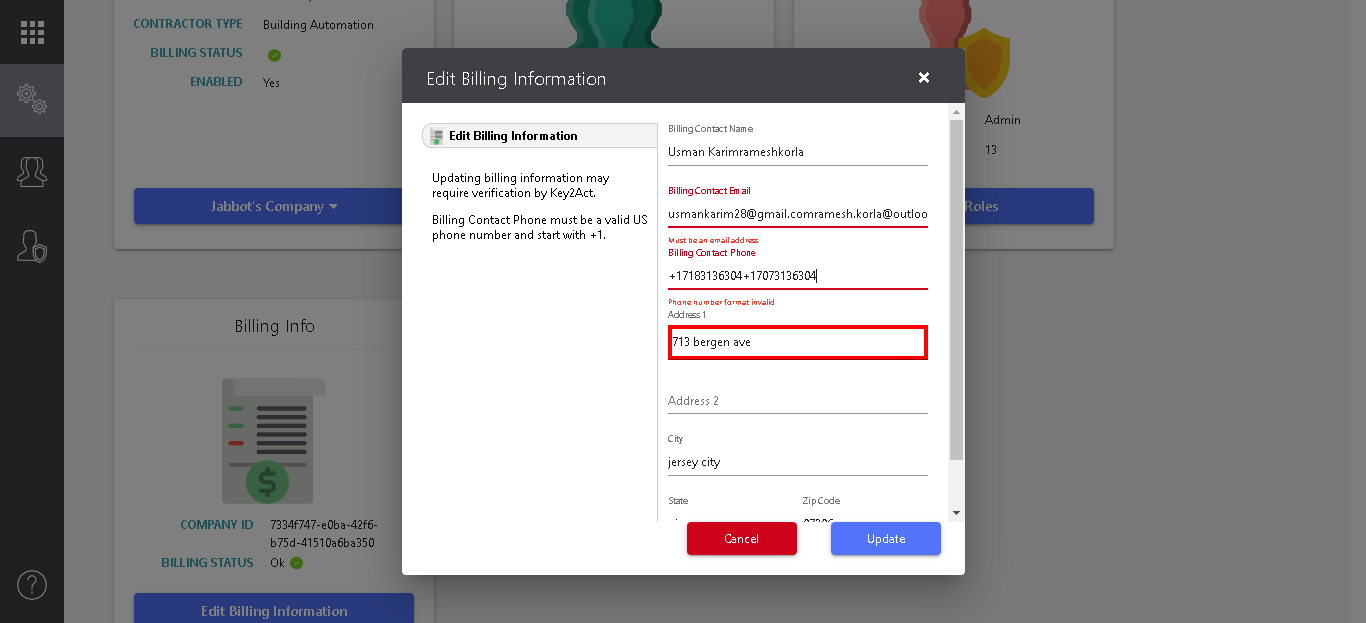 CONTRACTOR TYPE Building Automation
BILLING STATUS
ENABLED Yes
Jabbot's Company
Admin
13
Roles
Billing Info
COMPANY ID 7334f747-e0ba-42f6-
b75d-41510a6ba350
BILLING STATUS Ok
Edit Billing Information
Edit Billing Information
Edit Billing Information
Updating billing information may
require verification by Key2Act.
Billing Contact Phone must be a valid US
phone number and start with +1.
Billing Contact Name
Usman Karimrameshkorla
Billing Contact Email
usmankarim28@gmail.comramesh.korla@outloo
Must be an email address
Billing Contact Phone
+17183136304+17073136304
Phone number format invalid
Address 1
713 bergen ave
Address 2
City
jersey city
State Zip Code
Cancel Update